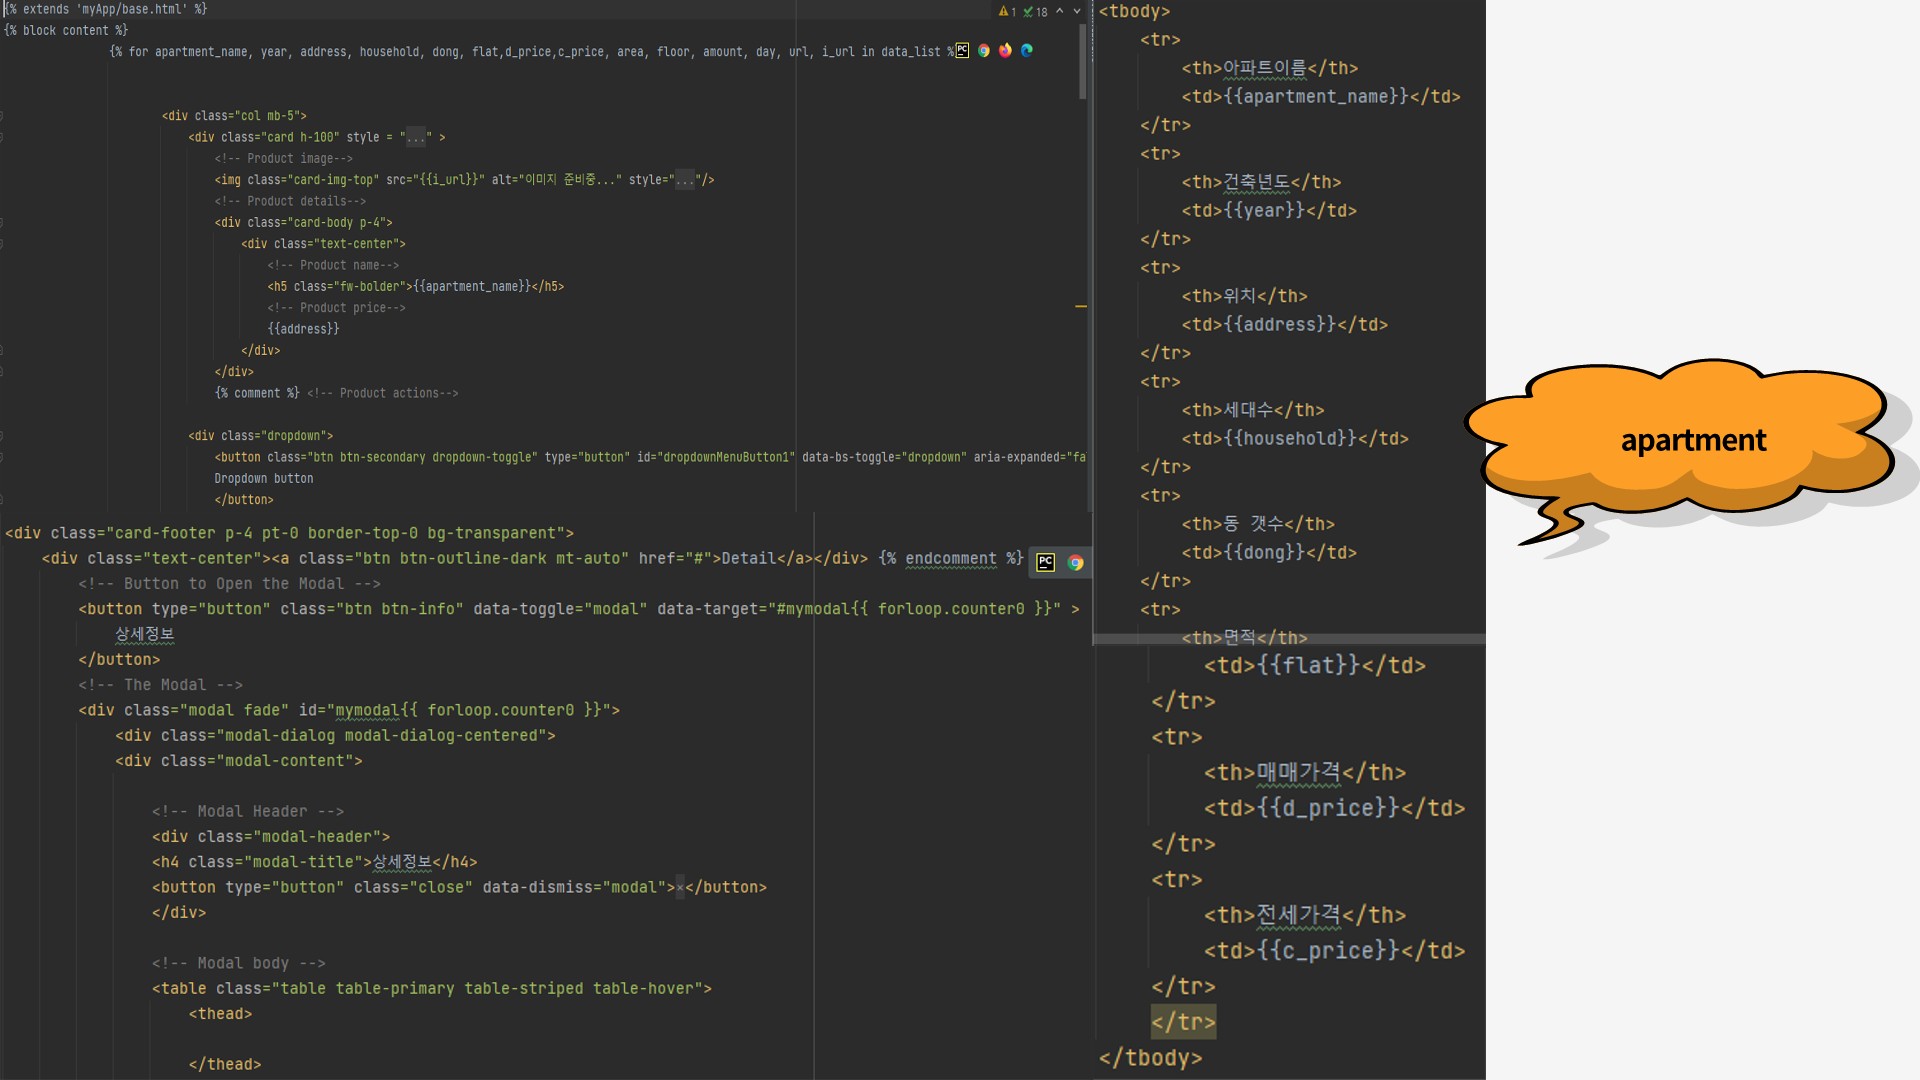 {% extends 'myApp/base.html' %}
{% block content %}
{% for apartment_name, year, address, household, dong, flat,d_price,c_price, area, floor, amount, day, url, i_url in data_list %
1 18
<div class="col mb-5">
<div class="card h-100" style = "..." >
<!-- Product image-->
<img class="card-img-top" src="{{i_url}}" alt="이미지 준비중..." style="..."/>
<!-- Product details-->
<div class="card-body p-4">
<div class="text-center">
<!-- Product name-->
<h5 class="fw-bolder">{{apartment_name}}</h5>
<!-- Product price-->
{{address}}
</div>
</div>
{% comment %} <!-- Product actions-->
<div class="dropdown">
<button class="btn btn-secondary dropdown-toggle" type="button" id="dropdownMenuButton1" data-bs-toggle="dropdown" aria-expanded="fa
Dropdown button
</button>
<div class="card-footer p-4 pt-0 border-top-0 bg-transparent">
<div class="text-center"><a class="btn btn-outline-dark mt-auto" href="#">Detail</a></div> {% endcomment %}
<!-- Button to Open the Modal -->
<button type="button" class="btn btn-info" data-toggle="modal" data-target="#mymodal{{ forloop.counter0 }}" >
상세정보
</button>
<!-- The Modal -->
<div class="modal fade" id="mymodal{{ forloop.counter0 }}">
<div class="modal-dialog modal-dialog-centered">
<div class="modal-content">
<!-- Modal Header -->
<div class="modal-header">
<h4 class="modal-title">상세정보</h4>
<button type="button" class="close" data-dismiss="modal">×</button>
</div>
<!-- Modal body -->
<table class="table table-primary table-striped table-hover">
<thead>
</thead>
<tbody>
<tr>
<th>아파트이름</th>
<td>{{apartment_name}}</td>
</tr>
<tr>
<th>건축년도</th>
<td>{{year}}</td>
</tr>
<tr>
<th>위치</th>
<td>{{address}}</td>
</tr>
<tr>
<th>세대수</th>
<td>{{household}}</td>
</tr>
<tr>
<th>동 갯수</th>
<td>{{dong}}</td>
</tr>
<tr>
<th>면적</th>
<td>{{flat}}</td>
</tr>
<tr>
<th>매매가격</th>
<td>{{d_price}}</td>
</tr>
<tr>
<th>전세가격</th>
<td>{{c_price}}</td>
</tr>
</tr>
</tbody>
apartment